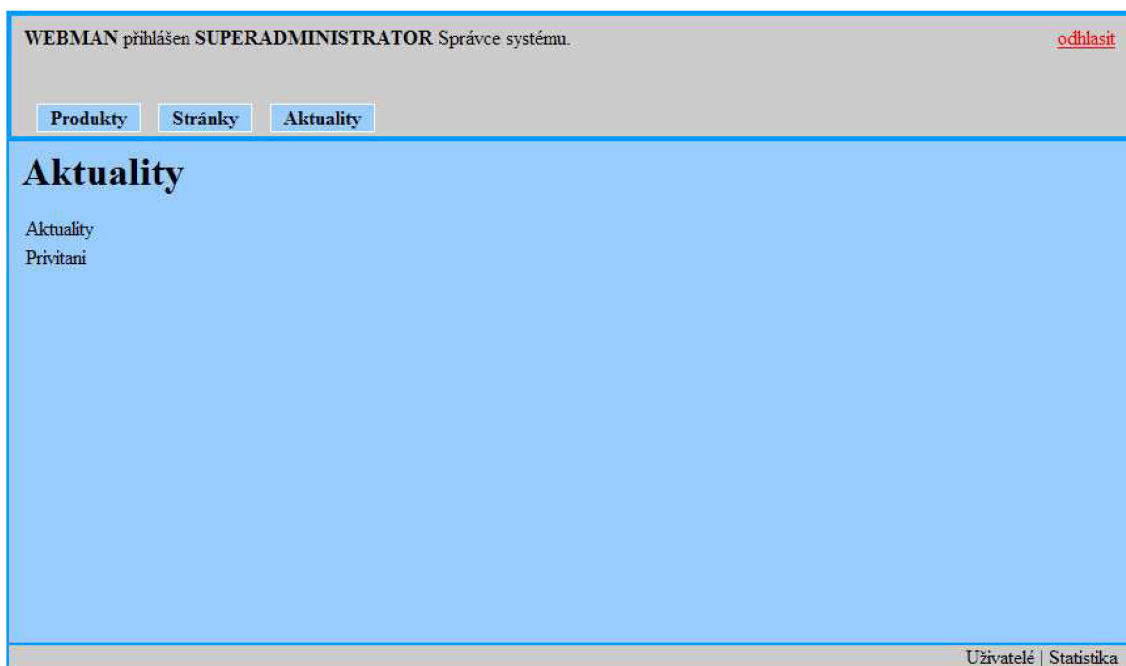 WEBMAN přihlášen SUPERADMINISTRATOR Správce systému. odhlasit
Produkty Stránky Aktuality
Aktuality
Aktuality
Privitani
Uživatelé | Statistika